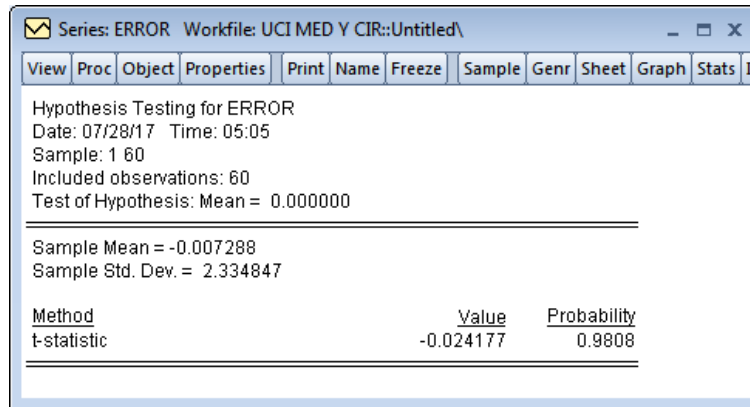 Series: ERROR Workfile: UCI MED Y CIR::Untitled\
View Proc Object Properties Print Name Freeze Sample Genr Sheet Graph Stats
Hypothesis Testing for ERROR
Date: 07/28/17 Time: 05:05
Sample: 1 60
Included observations: 60
Test of Hypothesis: Mean = 0.000000
Sample Mean = -0.007288
Sample Std. Dev. = 2.334847
Method Value Probability
t-statistic -0.024177 0.9808